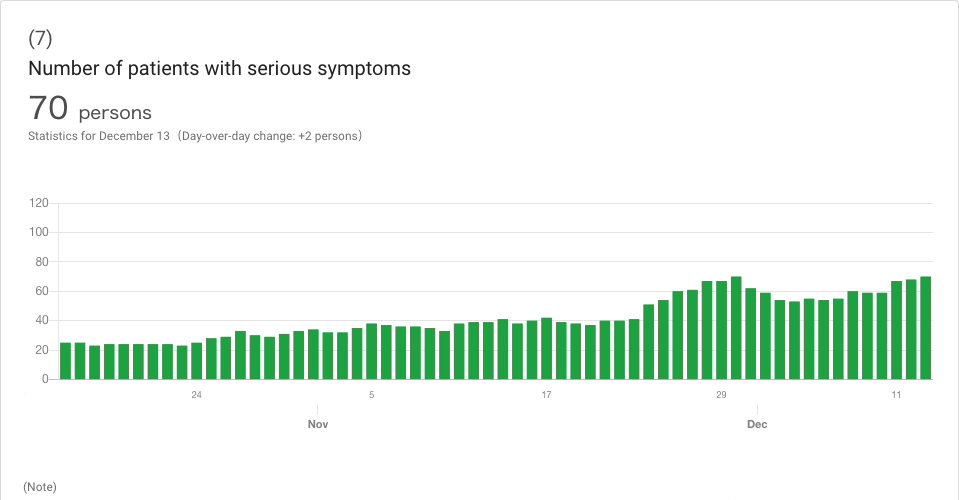 (7)
Number of patients with serious symptoms
70 persons
Statistics for December 13（Day-over-day change: +2 persons）
120
100
80
60
40
20
0
24 5 17 29 11
Nov Dec
(Note)